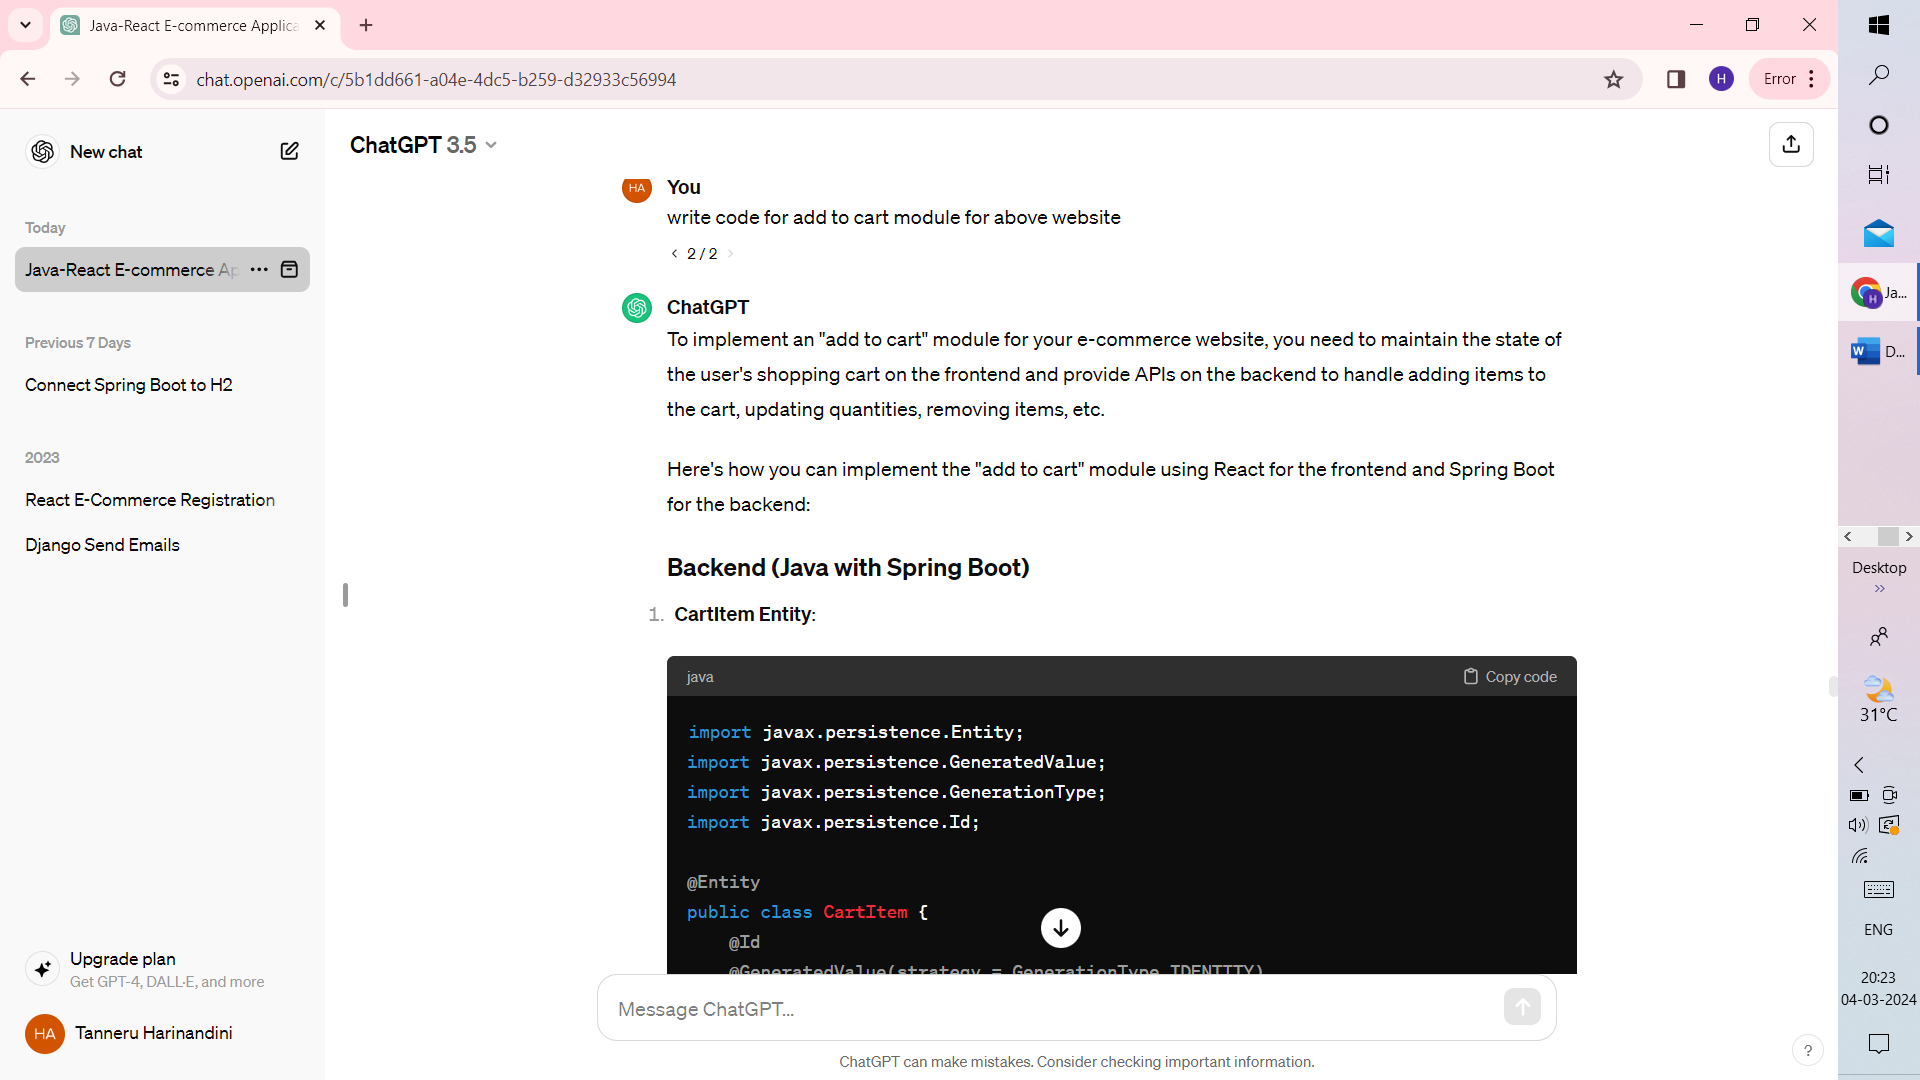 Java-React E-commerce Applica
chat.openai.com/c/5b1dd661-a04e-4dc5-b259-d32933c56994
H
Error
New chat
Today
Java-React E-commerce Ap
Previous 7 Days
Connect Spring Boot to H2
2023
React E-Commerce Registration
Django Send Emails
Upgrade plan
Get GPT-4, DALL·E, and more
HA
Tanneru Harinandini
ChatGPT 3.5
HA
You
write code for add to cart module for above website
2 / 2
ChatGPT
To implement an "add to cart" module for your e-commerce website, you need to maintain the state of
the user's shopping cart on the frontend and provide APIs on the backend to handle adding items to
the cart, updating quantities, removing items, etc.
Here's how you can implement the "add to cart" module using React for the frontend and Spring Boot
for the backend:
Backend (Java with Spring Boot)
1. CartItem Entity:
java
Copy code
import javax.persistence.Entity;
import javax.persistence.GeneratedValue;
import javax.persistence.GenerationType;
import javax.persistence.Id;
@Entity
public class CartItem {
@Id
@GeneratedValue(strategy = GenerationType.IDENTITY)
Message ChatGPT...
ChatGPT can make mistakes. Consider checking important information.
?
H
Ja...
W
D...
Desktop
31°C
ENG
20:23
04-03-2024